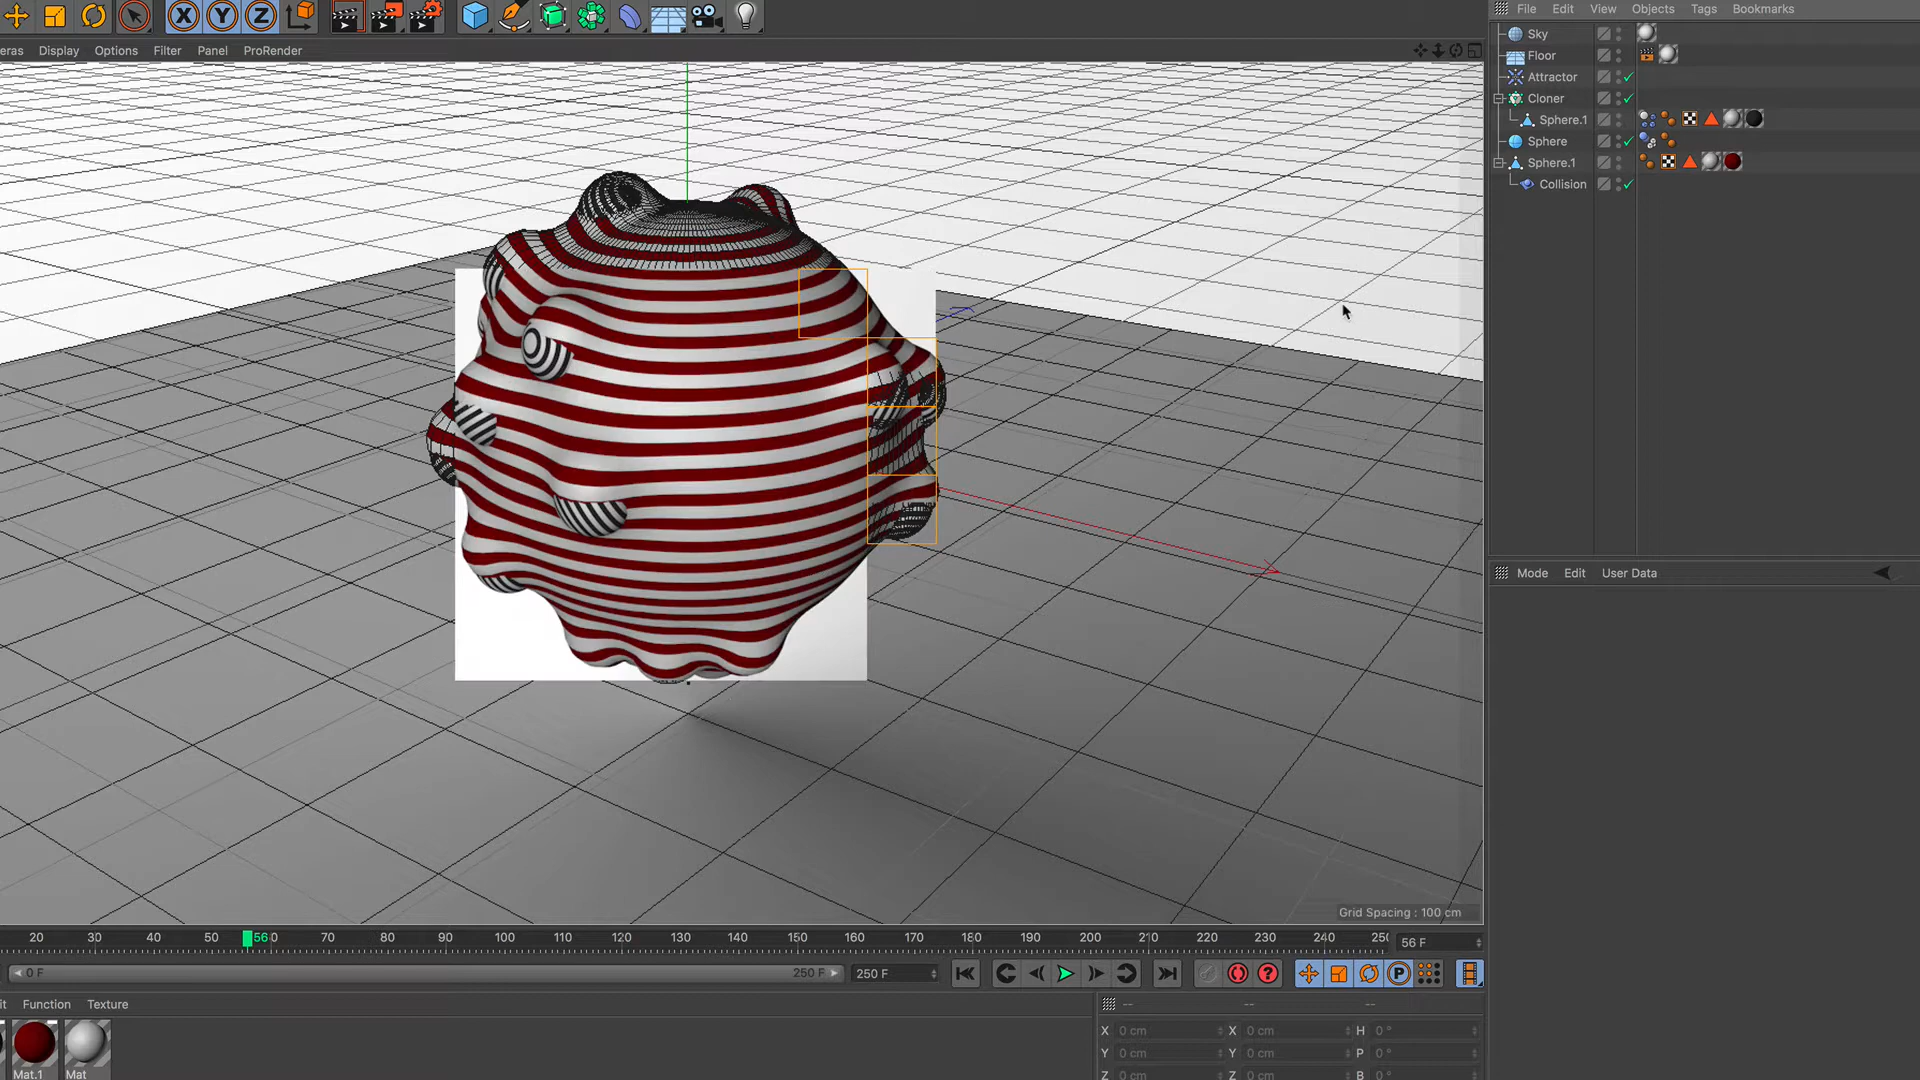 X Y Z
File Edit View Objects Tags Bookmarks
eras Display Options Filter Panel ProRender
Sky
Floor
Attractor
Cloner
Sphere.1
Sphere
Sphere.1
Collision
Mode Edit User Data
Grid Spacing : 100 cm
20 30 40 50 56 0 70 80 90 100 110 120 130 140 150 160 170 180 190 200 210 220 230 240 250 56 F
0 F 250 F 250 F
it Function Texture
-- -- --
X 0 cm X 0 cm H 0 °
Y 0 cm Y 0 cm P 0 °
Z 0 cm Z 0 cm B 0 °
Mat.1 Mat